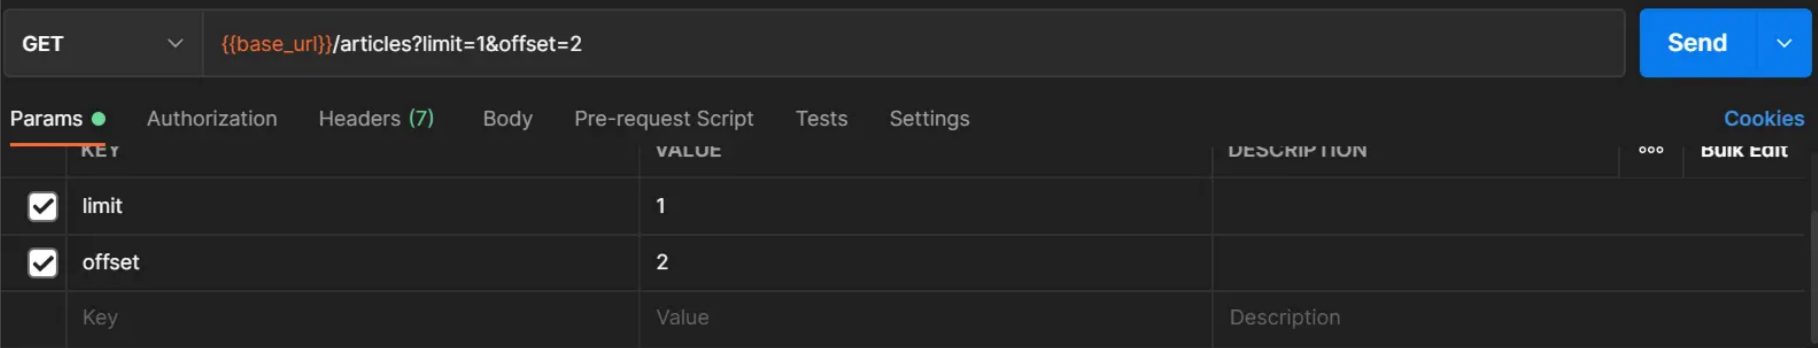 GET {{base_url}}/articles?limit=1&offset=2 Send
Params Authorization Headers (7) Body Pre-request Script Tests Settings Cookies
KEY VALUE DESCRIPTION ooo Bulk Edit
limit 1
offset 2
Key Value Description